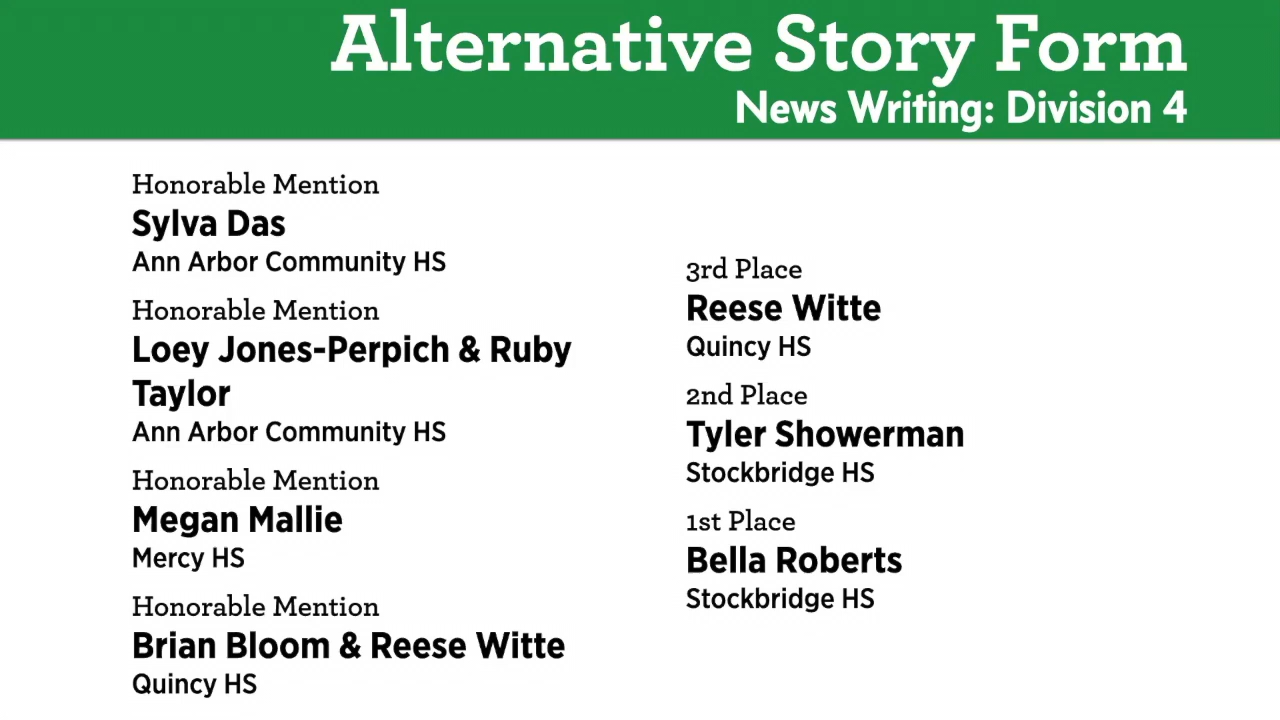 Alternative Story Form
News Writing: Division 4
Honorable Mention
Sylva Das
Ann Arbor Community HS
Honorable Mention
Loey Jones-Perpich & Ruby
Taylor
Ann Arbor Community HS
Honorable Mention
Megan Mallie
Mercy HS
Honorable Mention
Brian Bloom & Reese Witte
Quincy HS
3rd Place
Reese Witte
Quincy HS
2nd Place
Tyler Showerman
Stockbridge HS
1st Place
Bella Roberts
Stockbridge HS